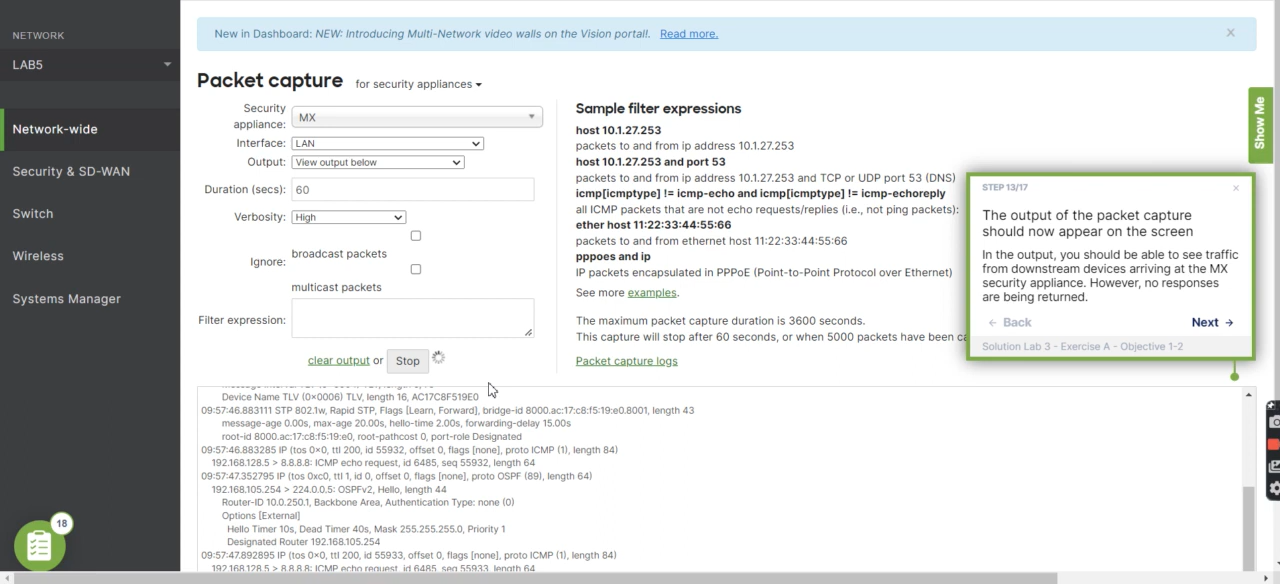 NETWORK
LAB5
Network-wide
Security & SD-WAN
Switch
Wireless
Systems Manager
18
New in Dashboard: NEW: Introducing Multi-Network video walls on the Vision portal!. Read more.
Packet capture for security appliances
Security appliance: MX
Interface: LAN
Output: View output below
Duration (secs): 60
Verbosity: High
Ignore:
broadcast packets
multicast packets
Filter expression:
clear output or Stop
Sample filter expressions
host 10.1.27.253
packets to and from ip address 10.1.27.253
host 10.1.27.253 and port 53
packets to and from ip address 10.1.27.253 and TCP or UDP port 53 (DNS)
icmp[icmptype] != icmp-echo and icmp[icmptype] != icmp-echoreply
all ICMP packets that are not echo requests/replies (i.e., not ping packets):
ether host 11:22:33:44:55:66
packets to and from ethernet host 11:22:33:44:55:66
pppoes and ip
IP packets encapsulated in PPPoE (Point-to-Point Protocol over Ethernet)
See more examples.
The maximum packet capture duration is 3600 seconds.
This capture will stop after 60 seconds, or when 5000 packets have been
Packet capture logs
Show Me
STEP 13/17
The output of the packet capture
should now appear on the screen
In the output, you should be able to see traffic
from downstream devices arriving at the MX
security appliance. However, no responses
are being returned.
Back
Next
Solution Lab 3 - Exercise A - Objective 1-2
Device Name TLV (0x0006) TLV, length 16, AC17C8F519E0
09:57:46.883111 STP 802.1w, Rapid STP, Flags [Learn, Forward], bridge-id 8000.ac:17:c8:f5:19:e0.8001, length 43
message-age 0.00s, max-age 20.00s, hello-time 2.00s, forwarding-delay 15.00s
root-id 8000.ac:17:c8:f5:19:e0, root-pathcost 0, port-role Designated
09:57:46.883285 IP (tos 0x0, ttl 200, id 55932, offset 0, flags [none], proto ICMP (1), length 84)
192.168.128.5 > 8.8.8.8: ICMP echo request, id 6485, seq 55932, length 64
09:57:47.352795 IP (tos 0xc0, ttl 1, id 0, offset 0, flags [none], proto OSPF (89), length 64)
192.168.105.254 > 224.0.0.5: OSPFv2, Hello, length 44
Router-ID 10.0.250.1, Backbone Area, Authentication Type: none (0)
Options [External]
Hello Timer 10s, Dead Timer 40s, Mask 255.255.255.0, Priority 1
Designated Router 192.168.105.254
09:57:47.892895 IP (tos 0x0, ttl 200, id 55933, offset 0, flags [none], proto ICMP (1), length 84)
192.168.128.5 > 8.8.8.8: ICMP echo request, id 6485, seq 55933, length 64